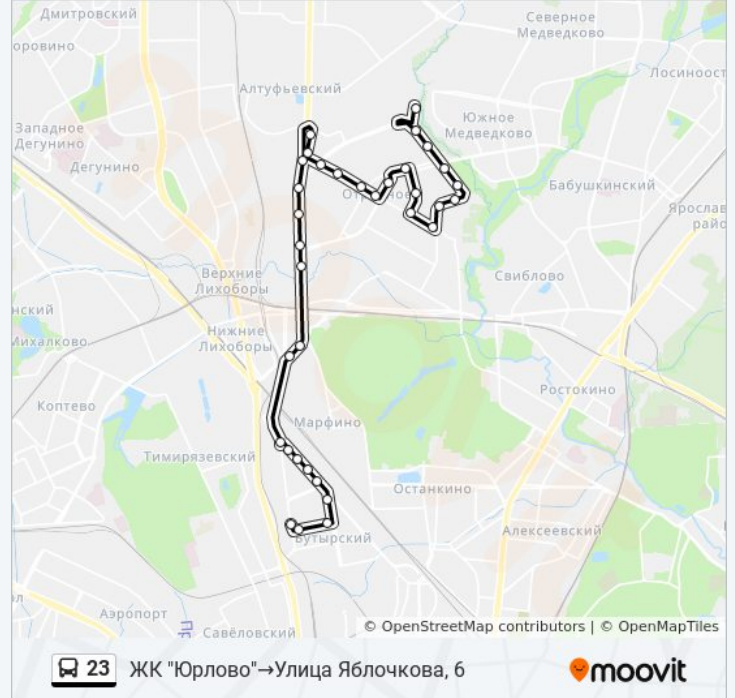 Дмитровский
Северное
Медведково
оровино
Лосиноост
Алтуфьевский
Западное
Дегунино
Южное
Медведково
Дегунино
Бабушкинский
Ярослав
райо
Верхние
Лихоборы
Свиблово
нский
Михалково
Нижние
Лихоборы
Ростокино
Коптево
Марфино
Тимирязевский
Останкино
Алексеевский
Бутырский
ол
Аэропорт
Савёловский
© OpenStreetMap contributors | © OpenMapTiles
23 ЖК "Юрлово"→Улица Яблочкова, 6
moovit